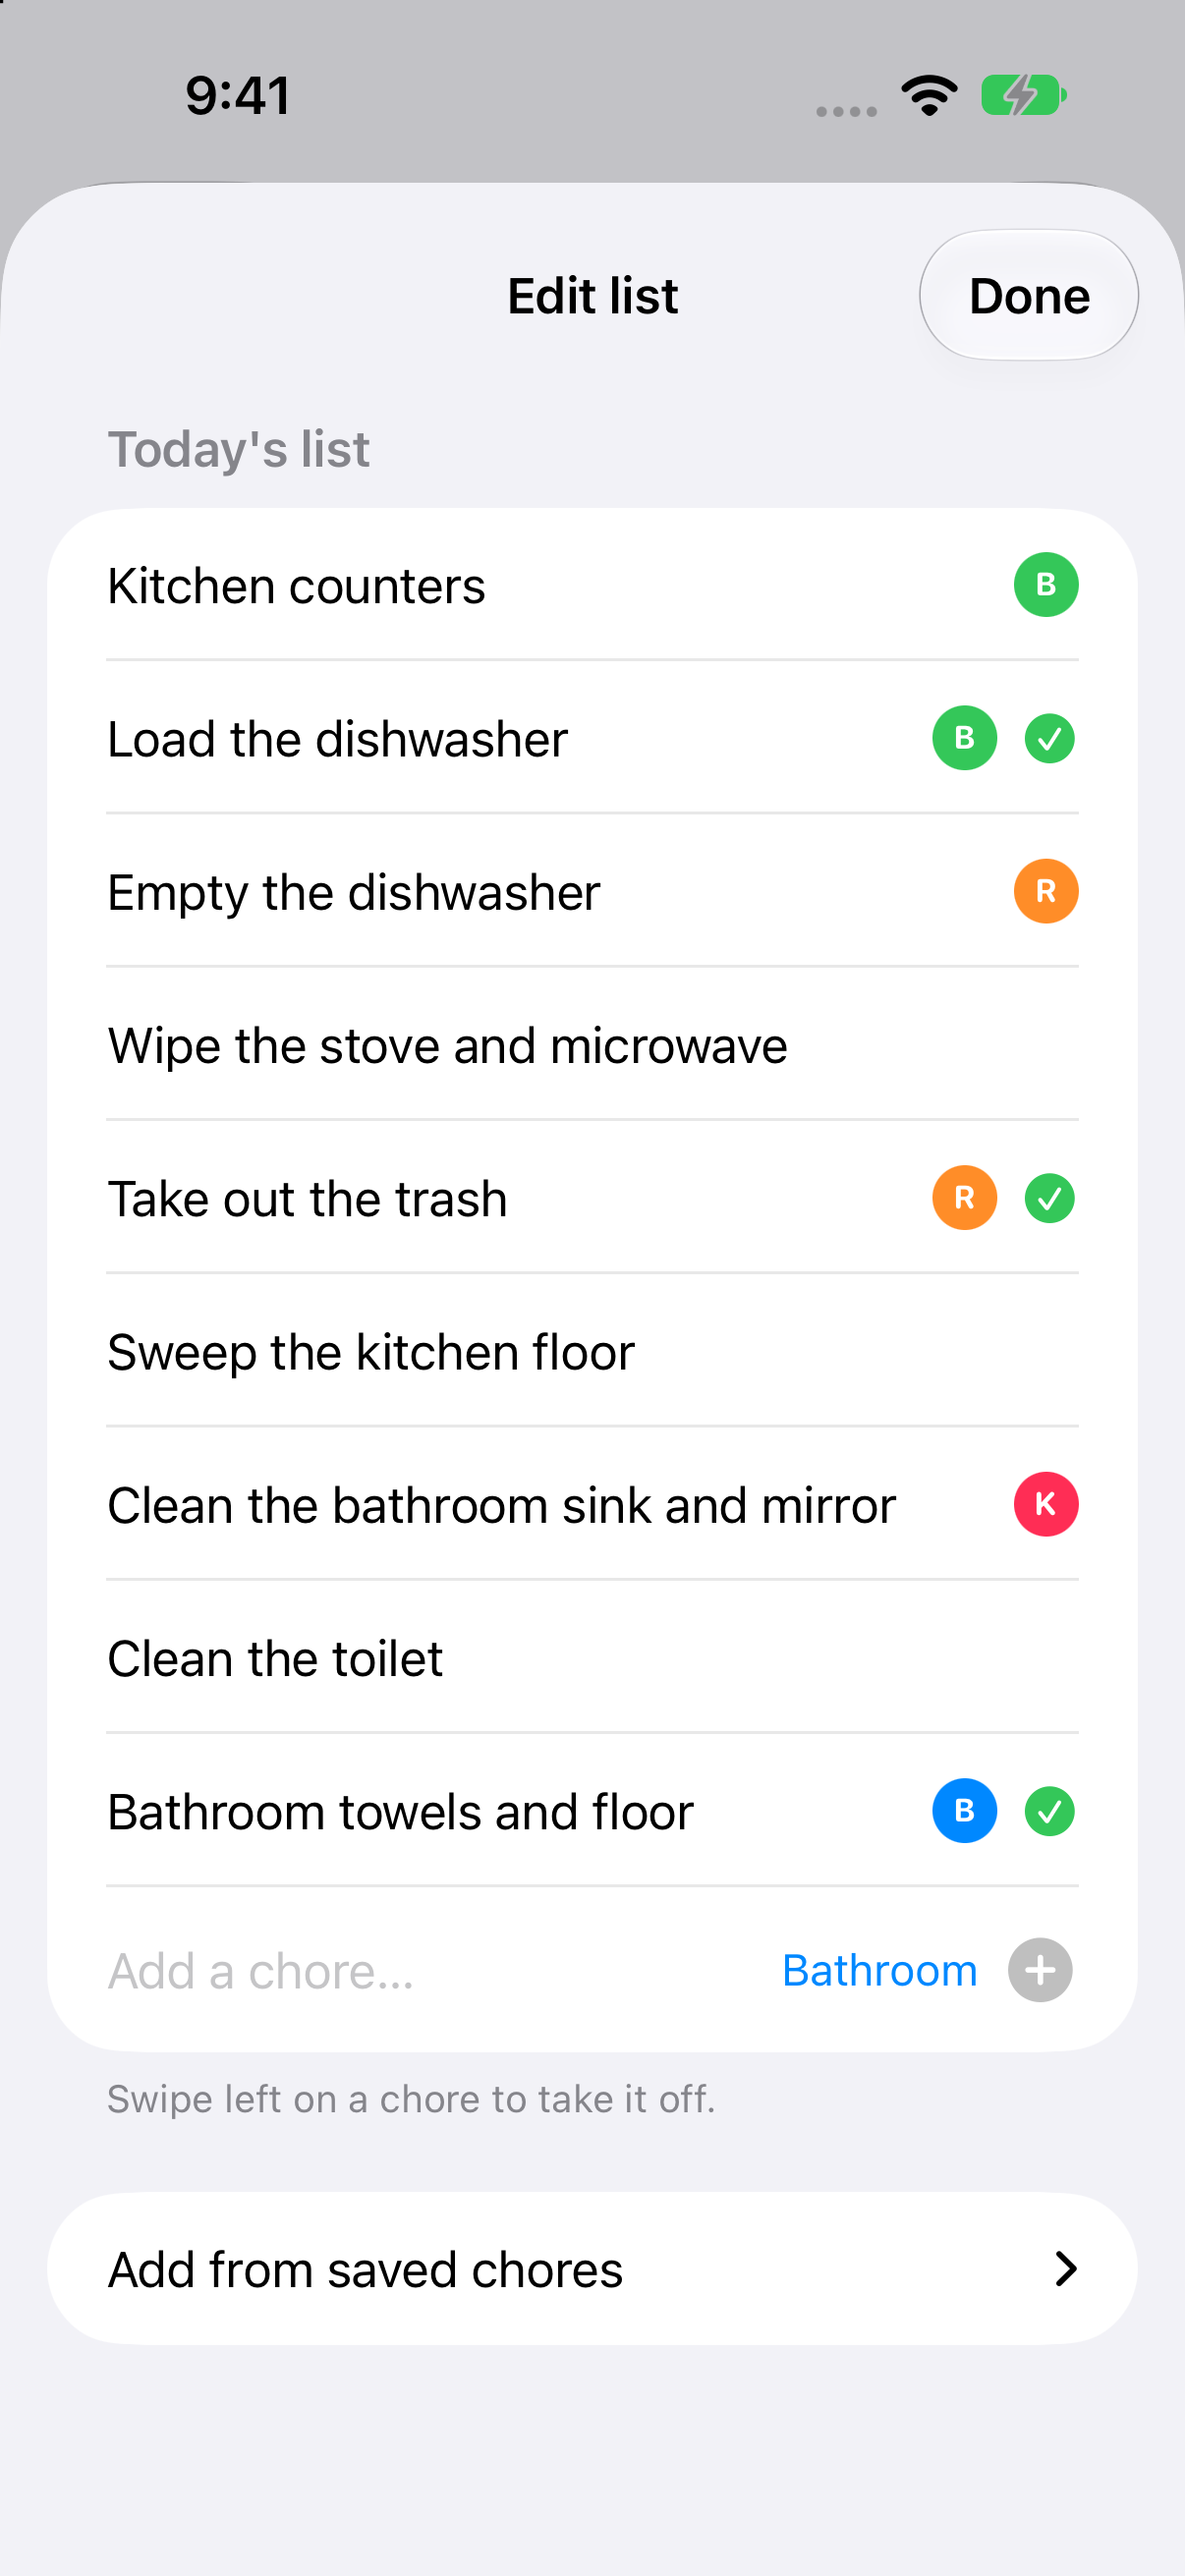 9:41
Edit list
Done
Today's list
Kitchen counters B
Load the dishwasher B
Empty the dishwasher R
Wipe the stove and microwave
Take out the trash R
Sweep the kitchen floor
Clean the bathroom sink and mirror K
Clean the toilet
Bathroom towels and floor B
Add a chore... Bathroom
Swipe left on a chore to take it off.
Add from saved chores